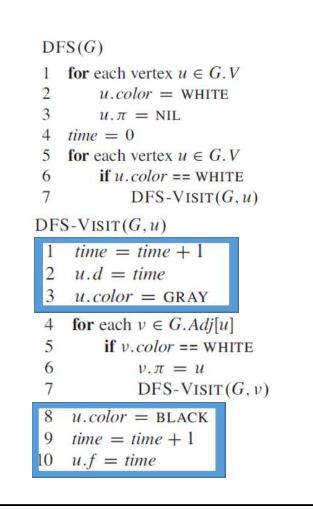 DFS(G)
1 for each vertex u ∈ G.V
2 u.color = WHITE
3 u.π = NIL
4 time = 0
5 for each vertex u ∈ G.V
6 if u.color == WHITE
7 DFS-VISIT(G, u)
DFS-VISIT(G, u)
1 time = time + 1
2 u.d = time
3 u.color = GRAY
4 for each v ∈ G.Adj[u]
5 if v.color == WHITE
6 v.π = u
7 DFS-VISIT(G, v)
8 u.color = BLACK
9 time = time + 1
10 u.f = time